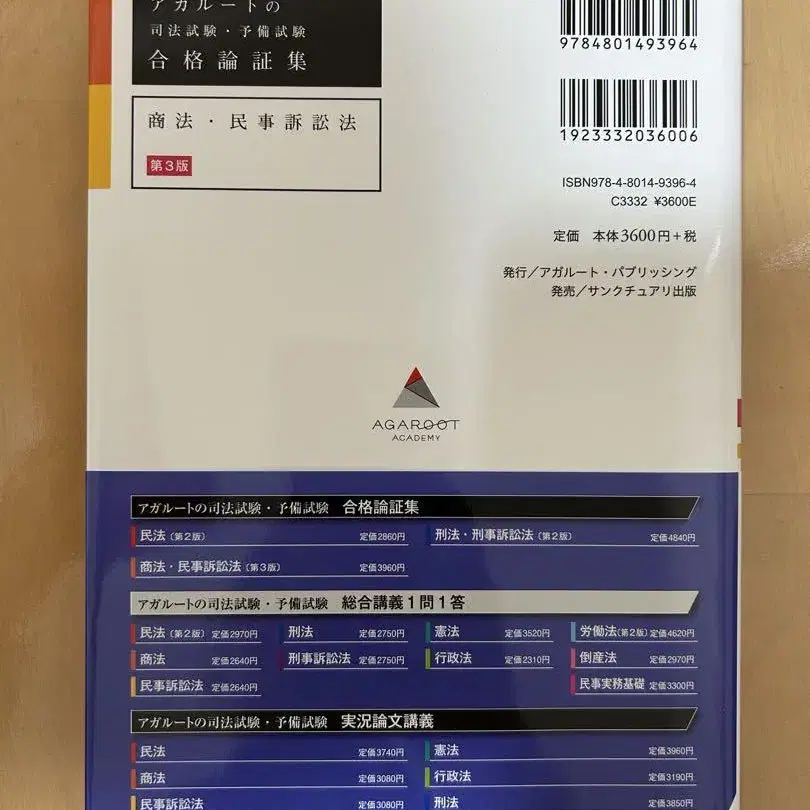 アガルートの
司法試験・予備試験
合格論証集
商法・民事訴訟法
第3版
9784801493964
1923332036006
ISBN978-4-8014-9396-4
C3332 ¥3600E
定価 本体3600円+税
発行／アガルート・パブリッシング
発売／サンクチュアリ出版
AGAROOT
ACADEMY
アガルートの司法試験・予備試験 合格論証集
民法（第2版） 定価2860円 刑法・刑事訴訟法（第2版） 定価4840円
商法・民事訴訟法（第3版） 定価3960円
アガルートの司法試験・予備試験 総合講義1問1答
民法（第2版） 定価2970円 刑法 定価2750円 憲法 定価3520円 労働法（第2版） 定価4620円
商法 定価2640円 刑事訴訟法 定価2750円 行政法 定価2310円 倒産法 定価2970円
民事訴訟法 定価2640円 民事実務基礎 定価3300円
アガルートの司法試験・予備試験 実況論文講義
民法 定価3740円 憲法 定価3960円
商法 定価3080円 行政法 定価3190円
民事訴訟法 定価3080円 刑法 定価3850円